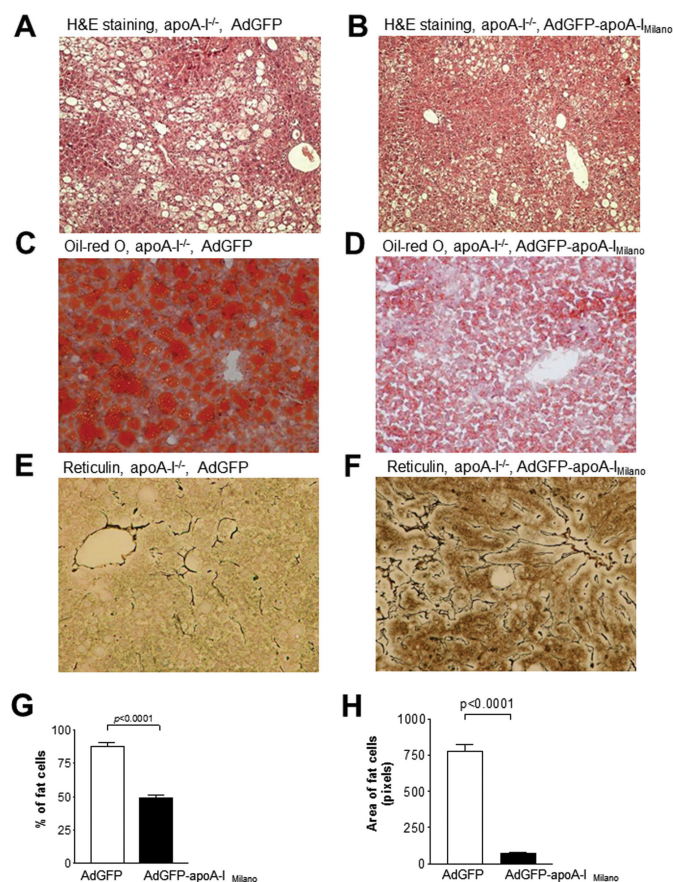 A H&E staining, apoA-I-/-, AdGFP
B H&E staining, apoA-I-/-, AdGFP-apoA-IMilano
C Oil-red O, apoA-I-/-, AdGFP
D Oil-red O, apoA-I-/-, AdGFP-apoA-IMilano
E Reticulin, apoA-I-/-, AdGFP
F Reticulin, apoA-I-/-, AdGFP-apoA-IMilano
G
p<0.0001
% of fat cells
100
75
50
25
0
AdGFP
AdGFP-apoA-I Milano
H
p<0.0001
Area of fat cells
(pixels)
1000
750
500
250
0
AdGFP
AdGFP-apoA-I Milano